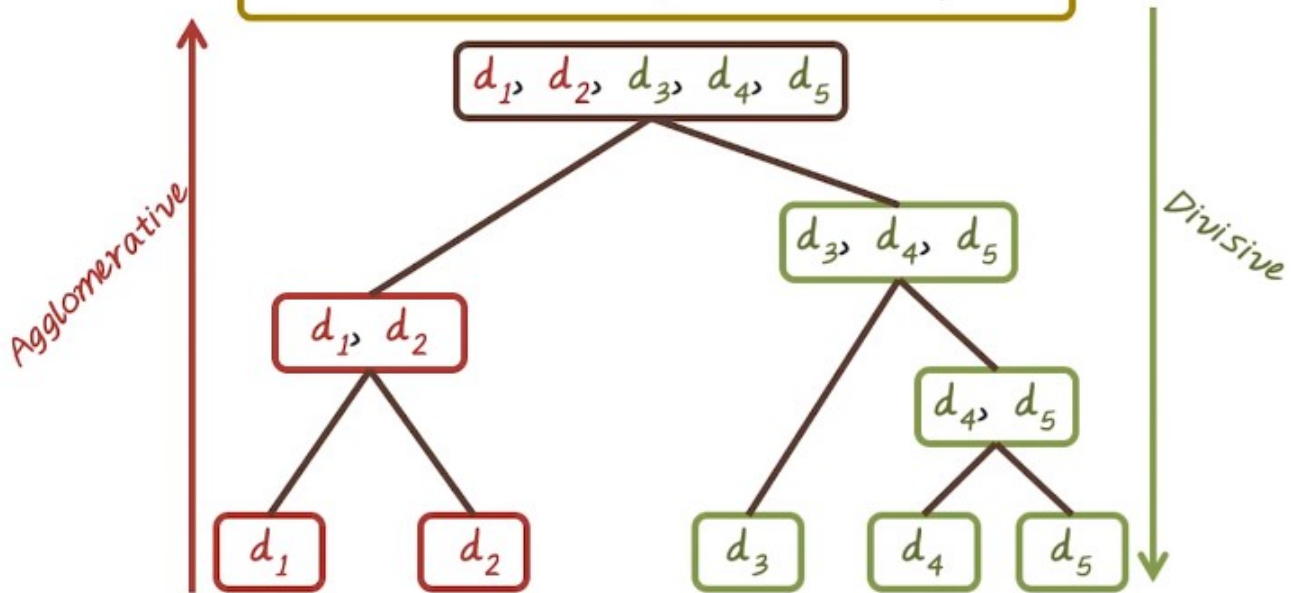 d₁, d₂, d₃, d₄, d₅
Agglomerative
Divisive
d₃, d₄, d₅
d₁, d₂
d₄, d₅
d₁
d₂
d₃
d₄
d₅